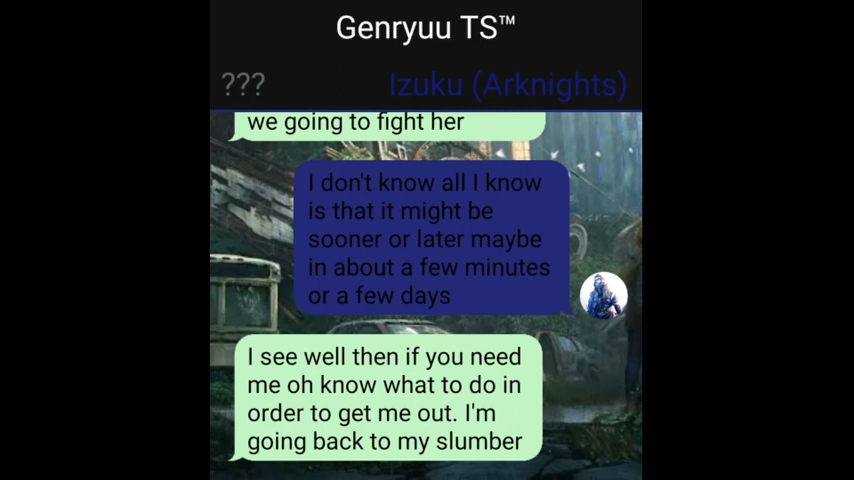 Genryuu TS™
??? Izuku (Arknights)
we going to fight her
I don't know all I know
is that it might be
sooner or later maybe
in about a few minutes
or a few days
I see well then if you need
me oh know what to do in
order to get me out. I'm
going back to my slumber